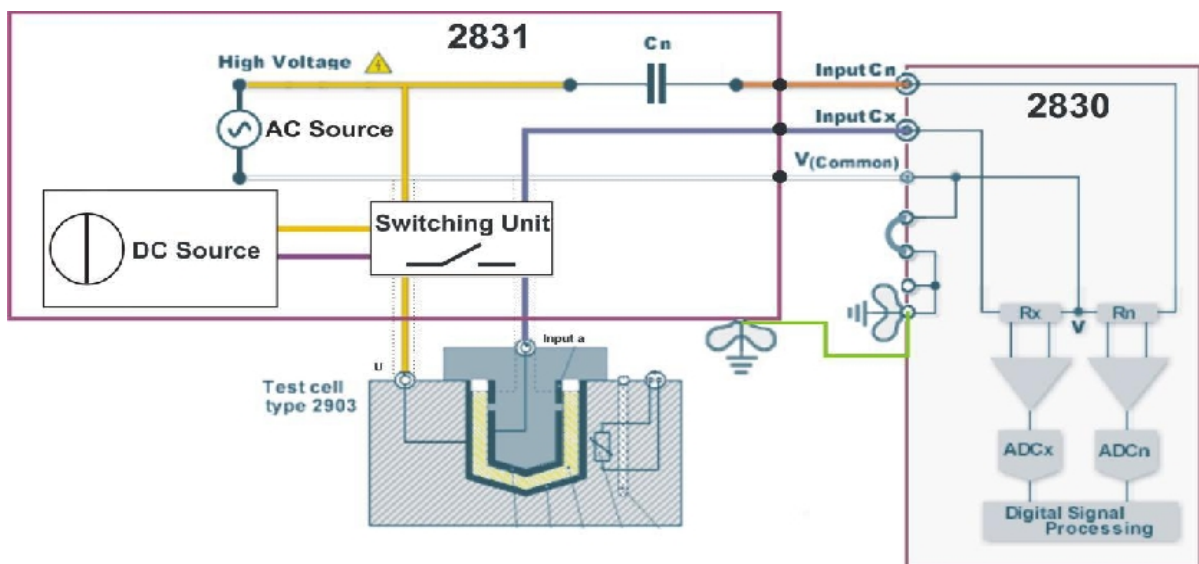 2831
High Voltage
Cn
AC Source
DC Source
Switching Unit
Input Cn
Input Cx
V(Common)
2830
U
Input a
Test cell
type 2903
Rx
V
Rn
ADCx
ADCn
Digital Signal
Processing